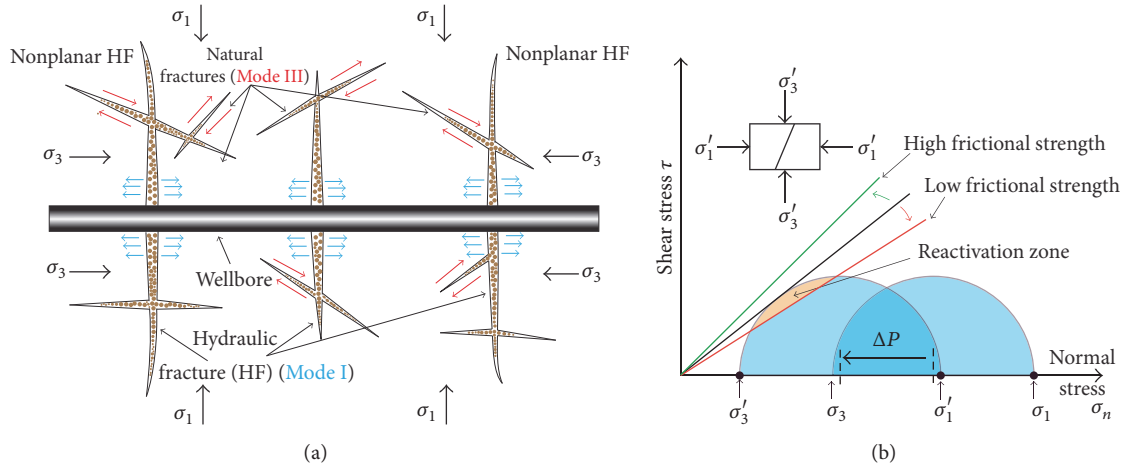 σ1
σ1
Nonplanar HF
Natural
fractures (Mode III)
Nonplanar HF
σ3
σ3
σ3
Wellbore
σ3
Hydraulic
fracture (HF) (Mode I)
σ1
σ1
(a)
Shear stress τ
σ′3
σ′1
σ′1
σ′3
High frictional strength
Low frictional strength
Reactivation zone
ΔP
Normal
stress
σn
σ′3
σ3
σ′1
σ1
(b)